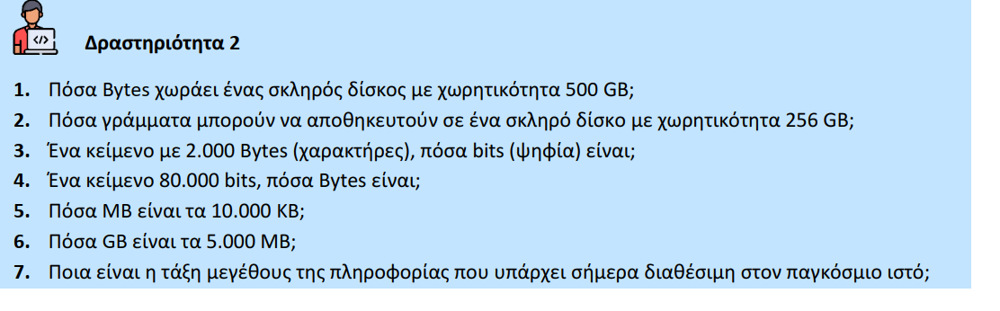 </>
Δραστηριότητα 2
1. Πόσα Bytes χωράει ένας σκληρός δίσκος με χωρητικότητα 500 GB;
2. Πόσα γράμματα μπορούν να αποθηκευτούν σε ένα σκληρό δίσκο με χωρητικότητα 256 GB;
3. Ένα κείμενο με 2.000 Bytes (χαρακτήρες), πόσα bits (ψηφία) είναι;
4. Ένα κείμενο 80.000 bits, πόσα Bytes είναι;
5. Πόσα MB είναι τα 10.000 KB;
6. Πόσα GB είναι τα 5.000 MB;
7. Ποια είναι η τάξη μεγέθους της πληροφορίας που υπάρχει σήμερα διαθέσιμη στον παγκόσμιο ιστό;